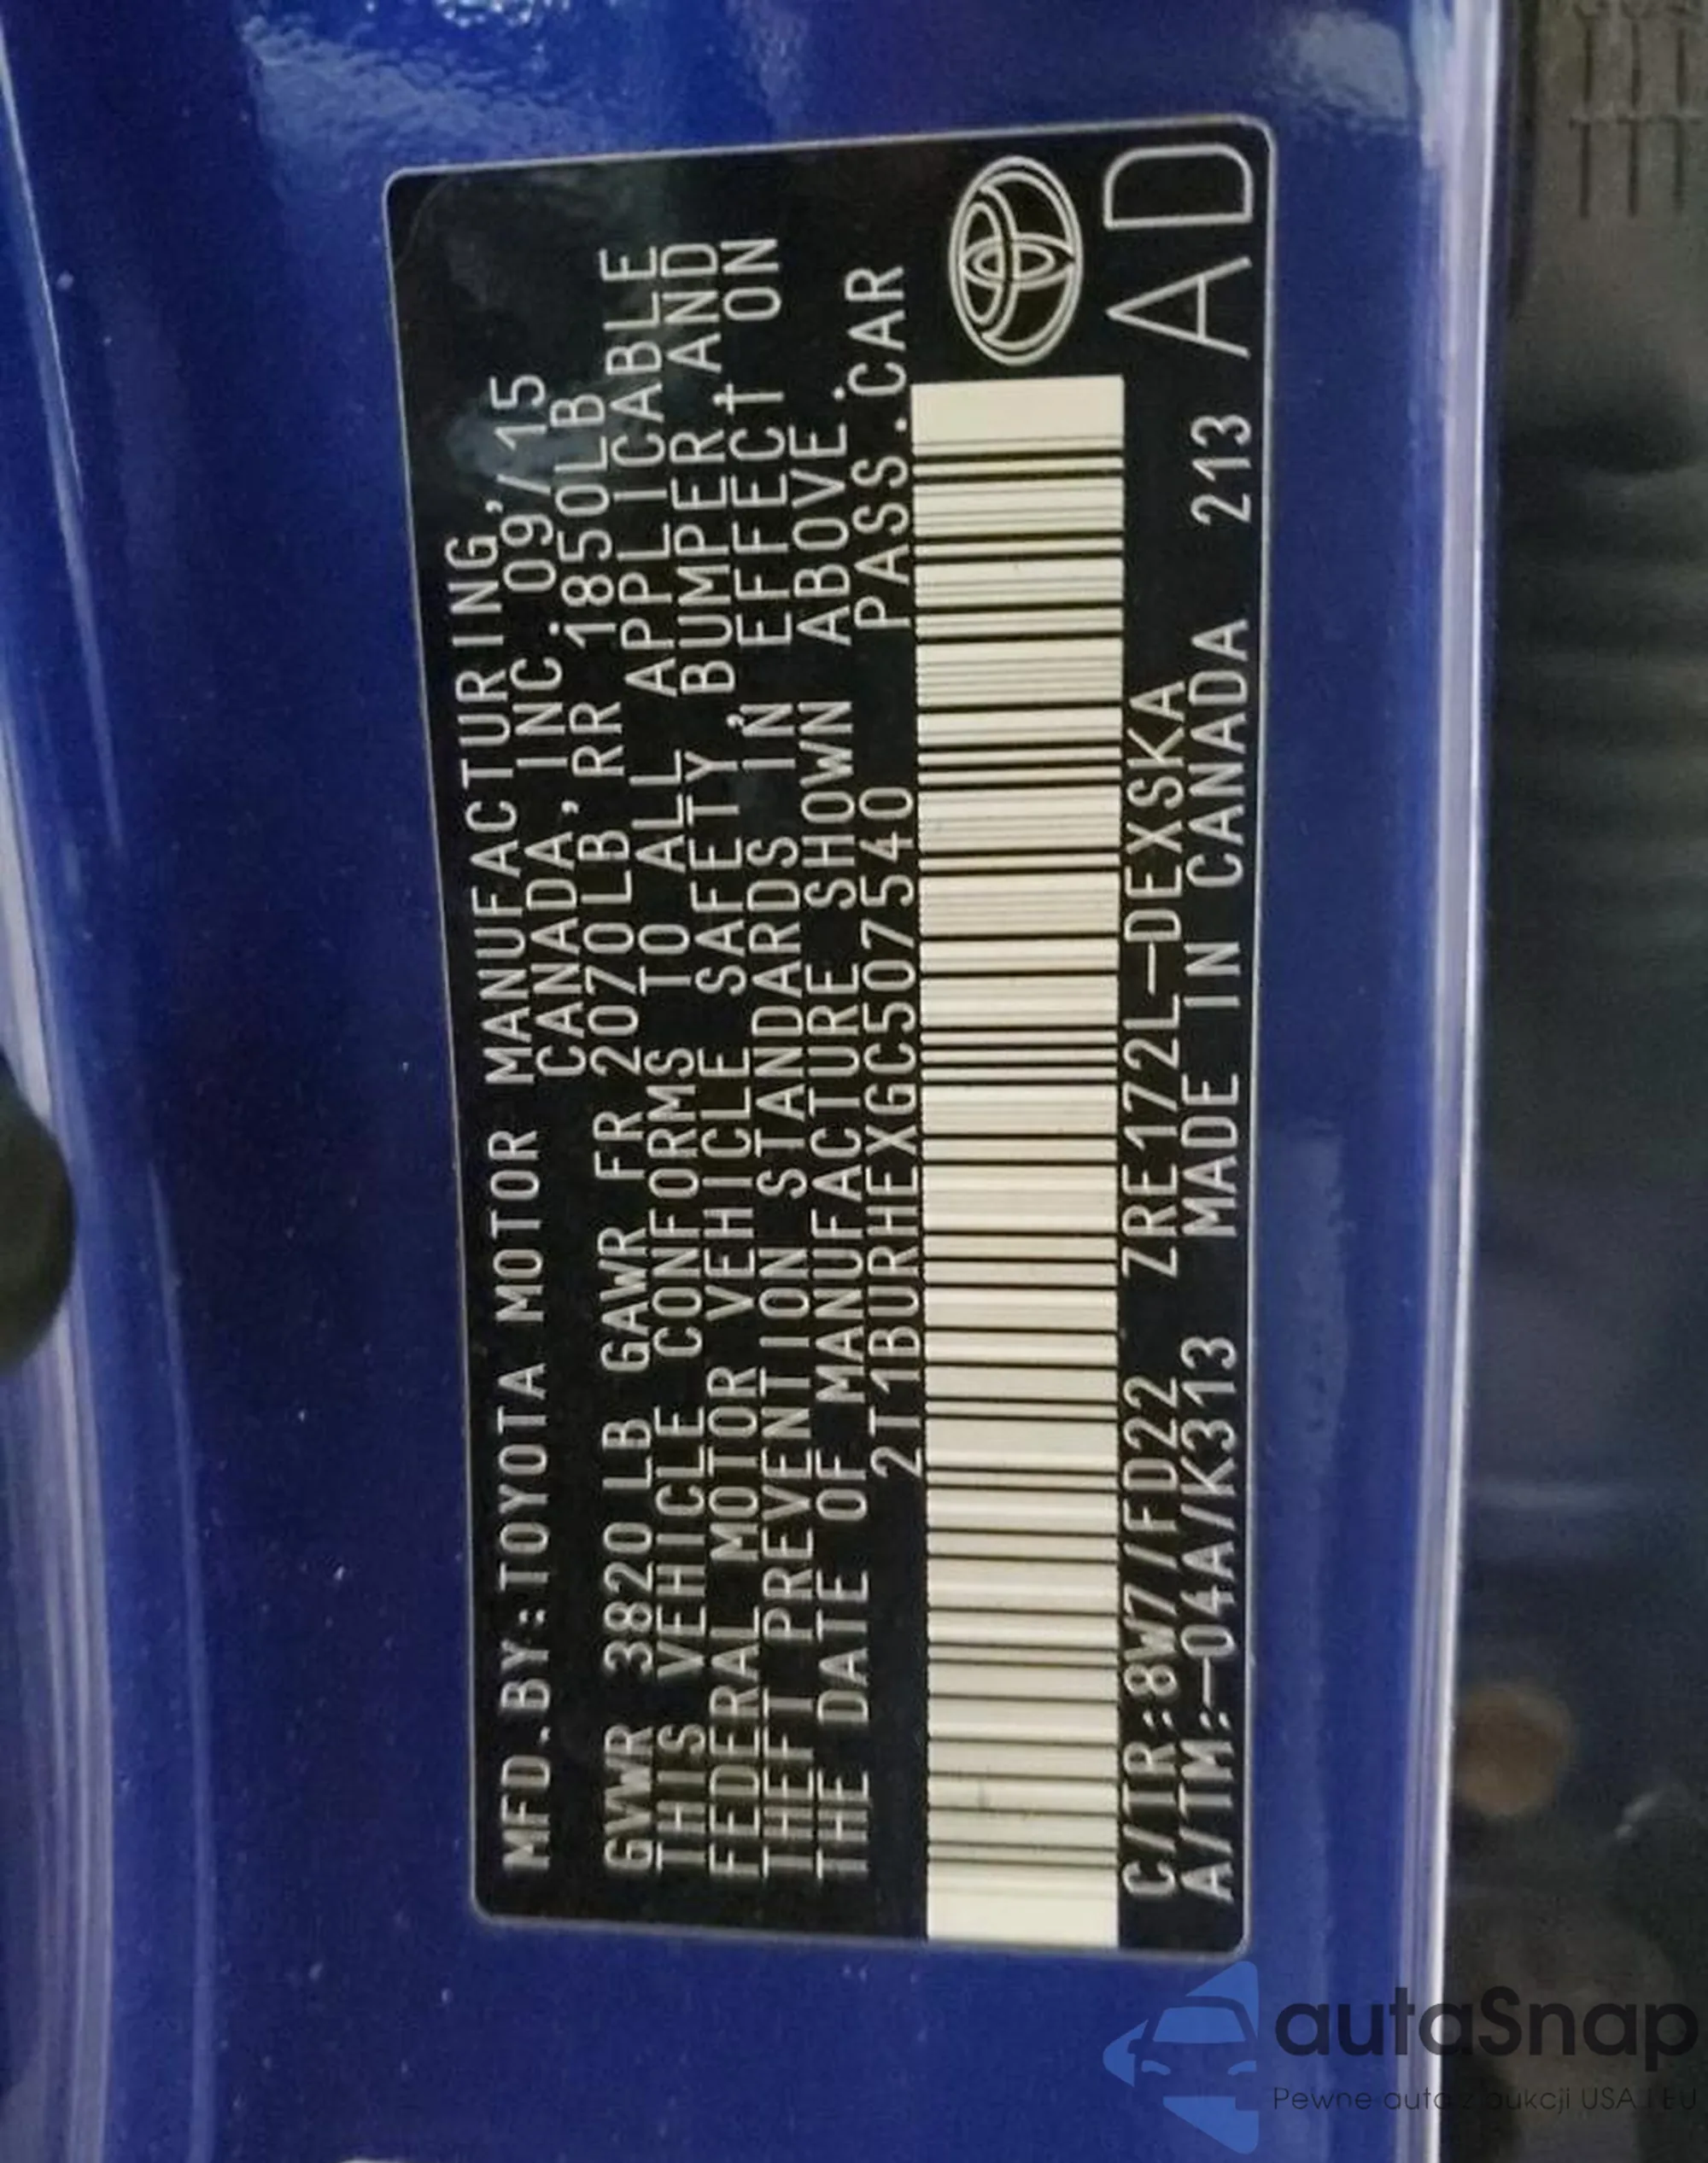 MFD.BY:TOYOTA MOTOR MANUFACTURING,
CANADA, INC. 09/15
GVWR 3820 LB GAWR FR 2070LB, RR 1850LB
THIS VEHICLE CONFORMS TO ALL APPLICABLE
FEDERAL MOTOR VEHICLE SAFETY, BUMPER, AND
THEFT PREVENTION STANDARDS IN EFFECT ON
THE DATE OF MANUFACTURE SHOWN ABOVE.
2T1BURHEXGC507540 PASS.CAR
C/TR:8W7/FD22 ZRE172L-DEXSKA
A/TM:-04A/K313 MADE IN CANADA 213
AD
autaSnap
Pewne auta z aukcji USA i EU